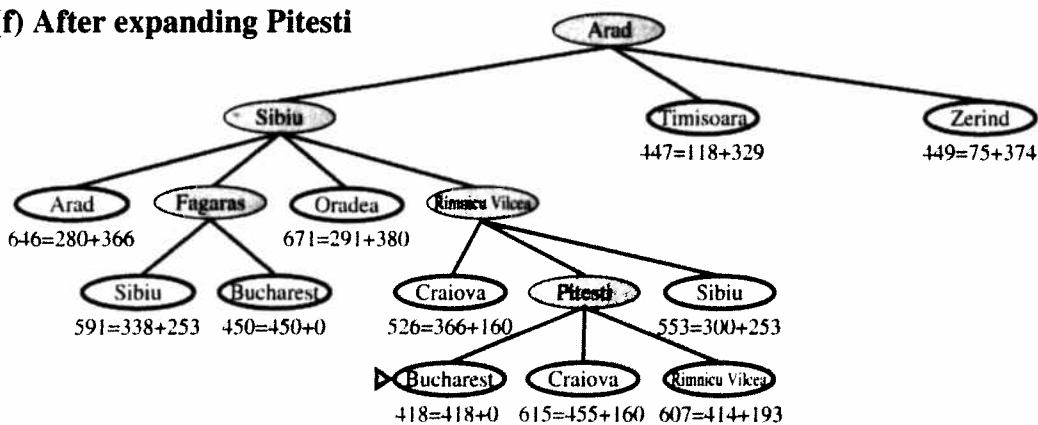 (f) After expanding Pitesti
Arad
Sibiu
Timisoara
Zerind
447=118+329
449=75+374
Arad
Fagaras
Oradea
Rimnicu Vilcea
646=280+366
671=291+380
Sibiu
Bucharest
Craiova
Pitesti
Sibiu
591=338+253
450=450+0
526=366+160
553=300+253
Bucharest
Craiova
Rimnicu Vilcea
418=418+0
615=455+160
607=414+193